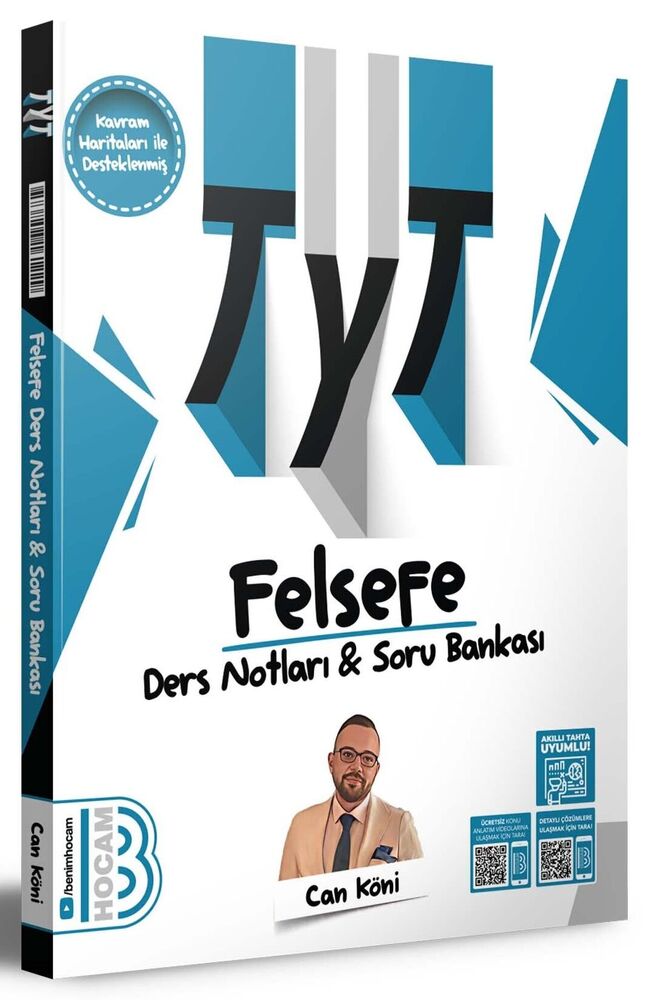 TYT
Felsefe Ders Notları & Soru Bankası
Can Köni
/benimhocam
HOCAM
Kavram
Haritaları ile
Desteklenmiş
TYT
Felsefe
Ders Notları & Soru Bankası
Can Köni
AKILLI TAHTA
UYUMLU!
ÜCRETSİZ KONU
ANLATIM VİDEOLARINA
ULAŞMAK İÇİN TARA!
DETAYLI ÇÖZÜMLERE
ULAŞMAK İÇİN TARA!